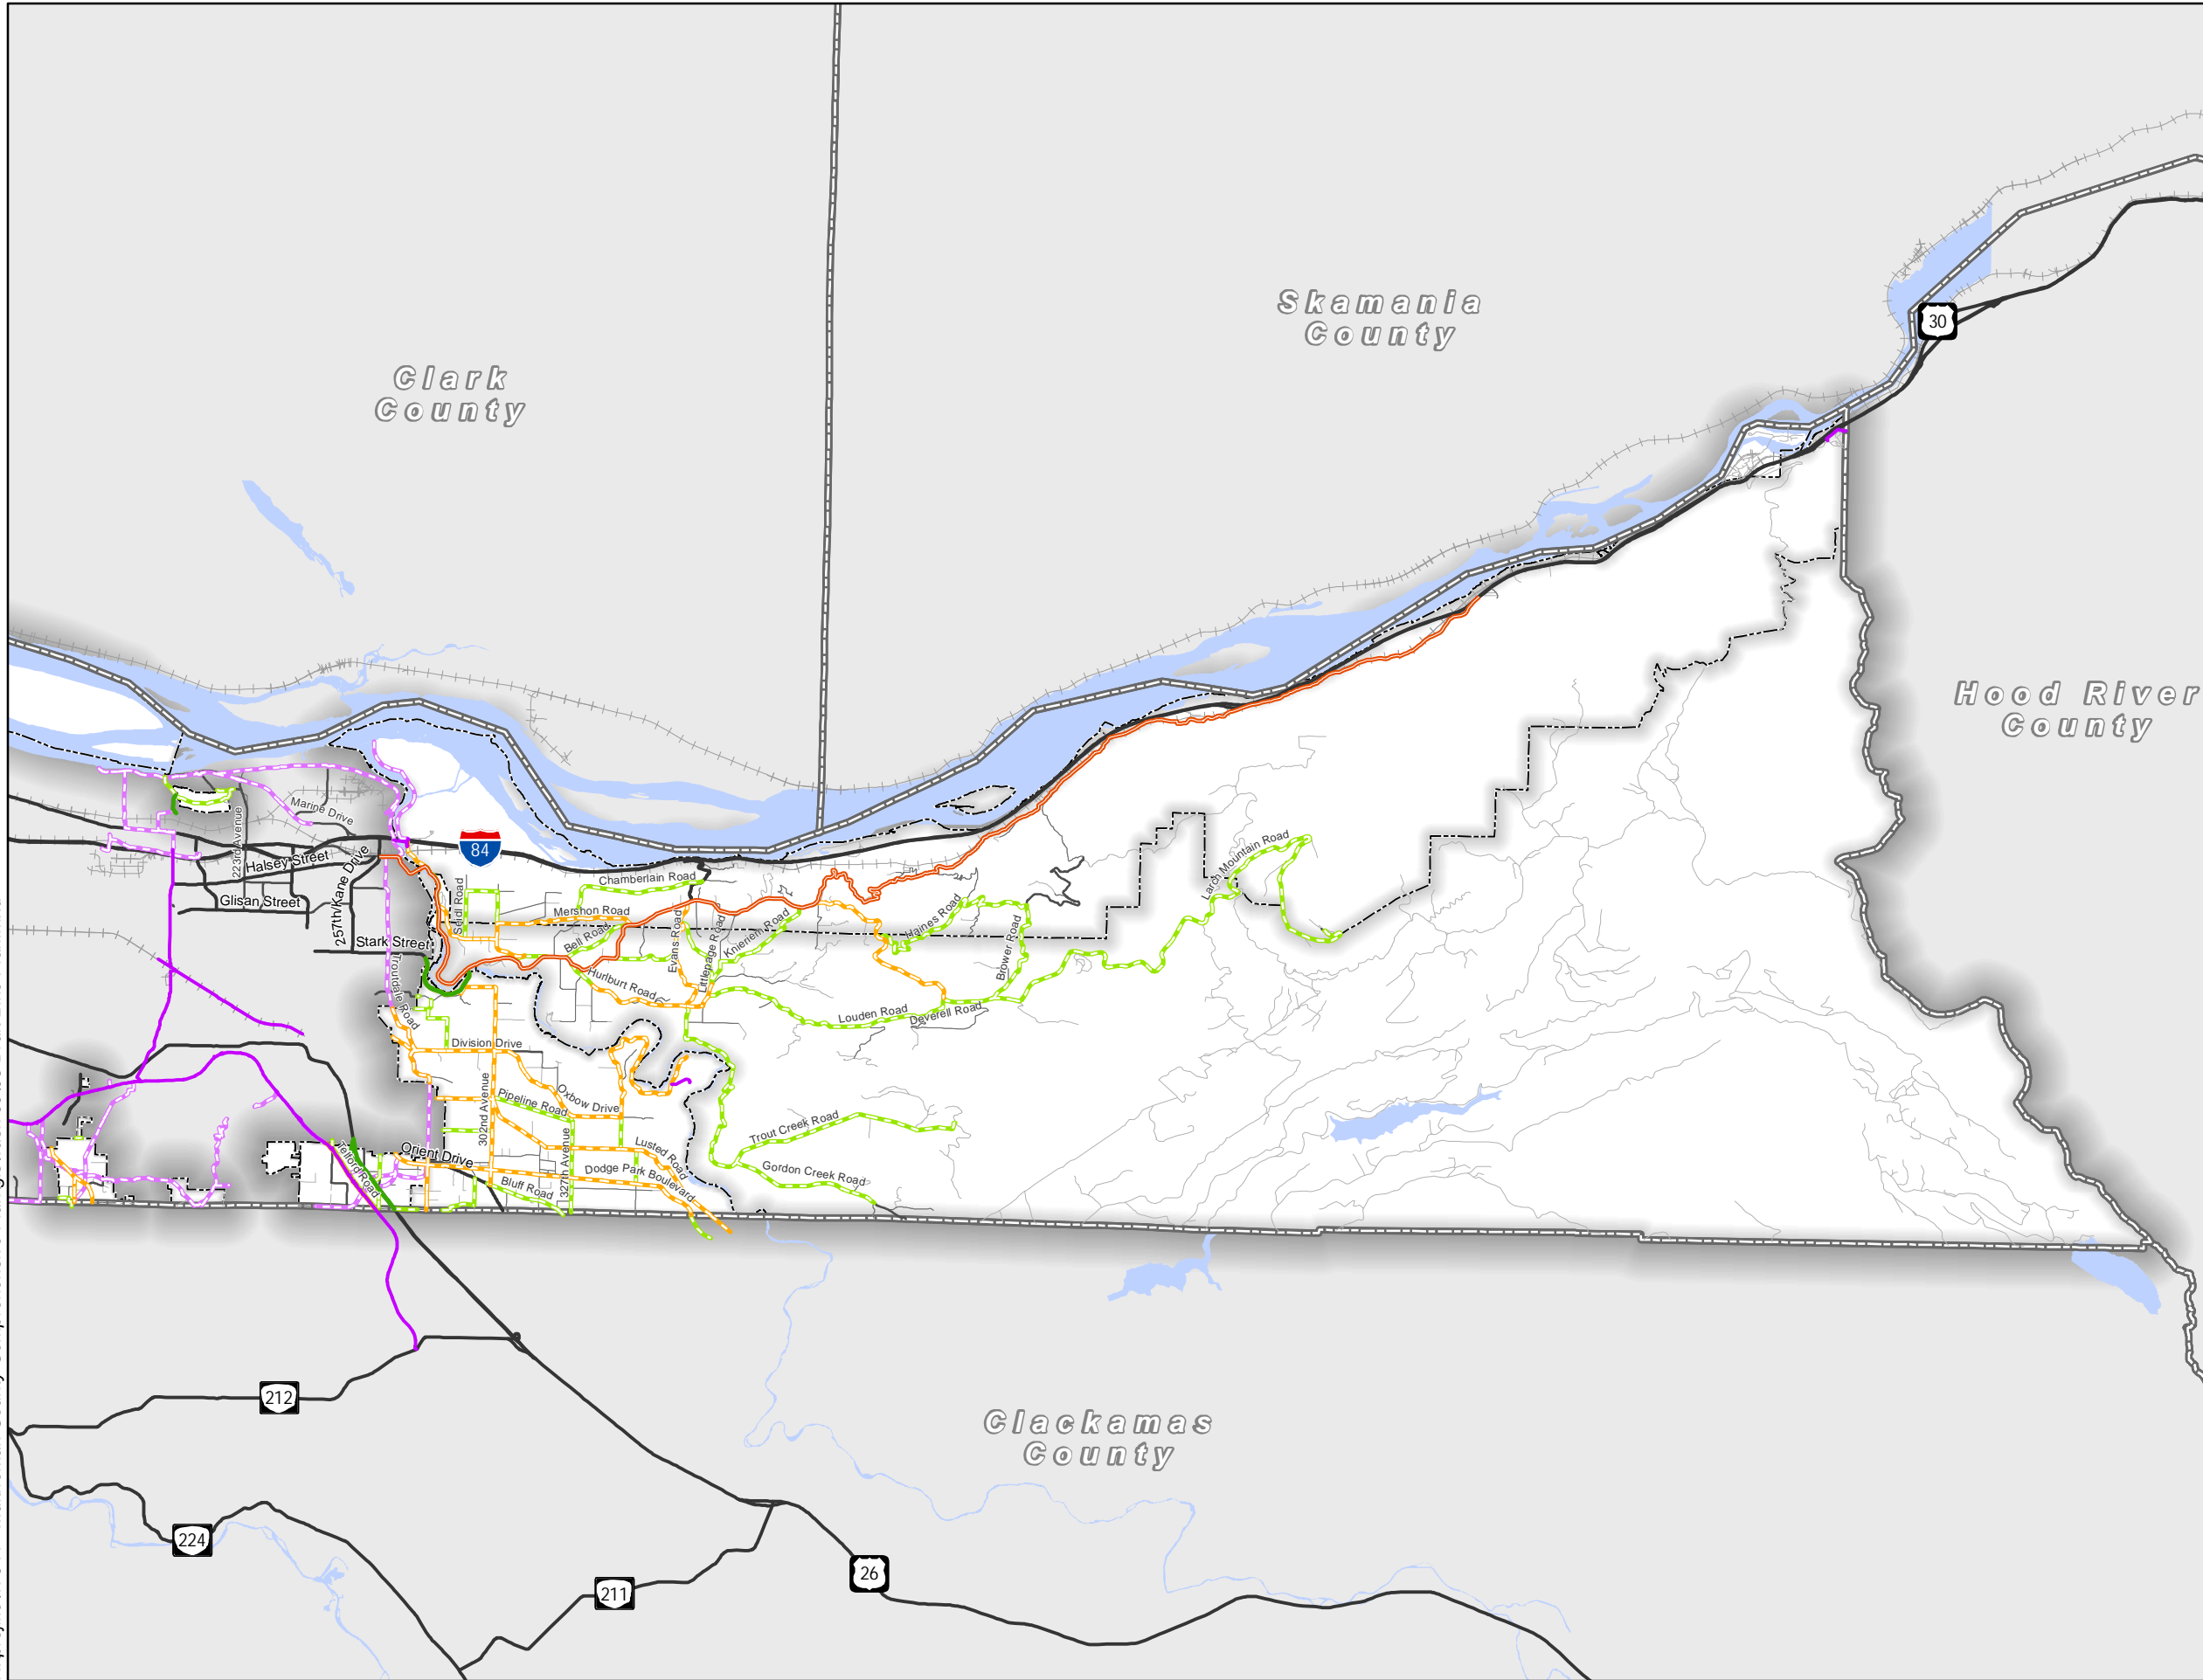 Skamania
County
30
Clark
County
Hood River
County
84
Marine Drive
223rd Avenue
Halsey Street
257th/Kane Drive
Glisan Street
Stark Street
Troutdale Road
Seidl Road
Chamberlain Road
Mershon Road
Bell Road
Evans Road
Littlepage Road
Knieriem Road
Hurlburt Road
Haines Road
Brower Road
Larch Mountain Road
Louden Road
Deverell Road
Division Drive
302nd Avenue
Pipeline Road
Oxbow Drive
327th Avenue
Orient Drive
Telford Road
Bluff Road
Lusted Road
Dodge Park Boulevard
Trout Creek Road
Gordon Creek Road
212
Clackamas
County
224
211
26